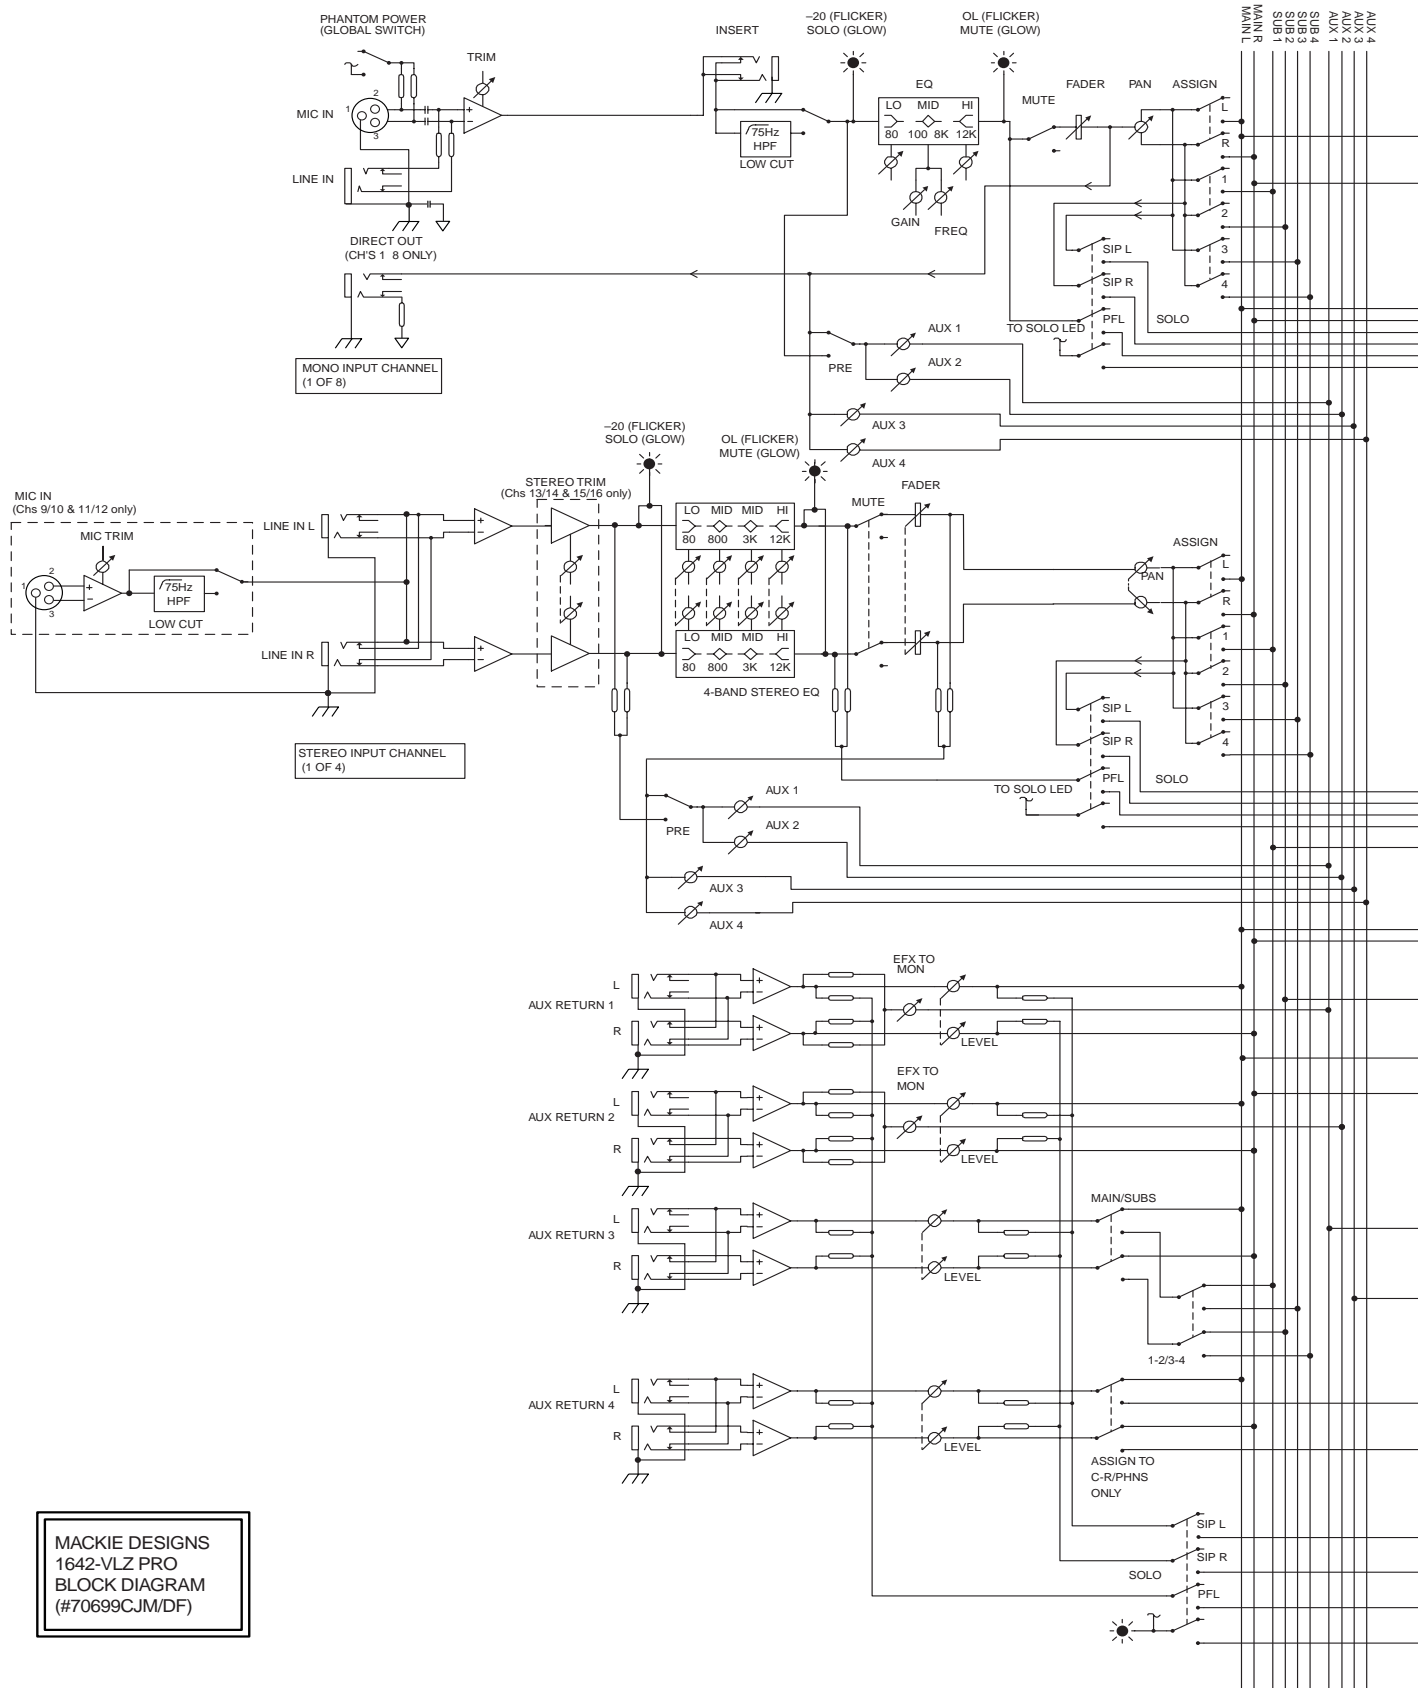 PHANTOM POWER
(GLOBAL SWITCH)
TRIM
INSERT
–20 (FLICKER)
SOLO (GLOW)
OL (FLICKER)
MUTE (GLOW)
MAIN L
MAIN R
SUB 1
SUB 2
SUB 3
SUB 4
AUX 1
AUX 2
AUX 3
AUX 4
MIC IN
1
2
3
+
−
75Hz
HPF
LOW CUT
EQ
LO MID HI
80 100 8K 12K
GAIN
FREQ
MUTE
FADER
PAN
ASSIGN
L
R
1
2
3
4
LINE IN
DIRECT OUT
(CH'S 1 8 ONLY)
SIP L
SIP R
PFL
SOLO
TO SOLO LED
AUX 1
AUX 2
PRE
AUX 3
AUX 4
MONO INPUT CHANNEL
(1 OF 8)
–20 (FLICKER)
SOLO (GLOW)
OL (FLICKER)
MUTE (GLOW)
STEREO TRIM
(Chs 13/14 & 15/16 only)
MIC IN
(Chs 9/10 & 11/12 only)
MIC TRIM
1
2
3
+
−
75Hz
HPF
LOW CUT
LINE IN L
+
−
LINE IN R
+
−
LO MID MID HI
80 800 3K 12K
LO MID MID HI
80 800 3K 12K
4-BAND STEREO EQ
MUTE
FADER
PAN
ASSIGN
L
R
1
2
3
4
SIP L
SIP R
PFL
SOLO
TO SOLO LED
STEREO INPUT CHANNEL
(1 OF 4)
AUX 1
AUX 2
PRE
AUX 3
AUX 4
L
AUX RETURN 1
R
+
−
+
−
EFX TO
MON
LEVEL
L
AUX RETURN 2
R
+
−
+
−
EFX TO
MON
LEVEL
L
AUX RETURN 3
R
+
−
+
−
LEVEL
MAIN/SUBS
1-2/3-4
L
AUX RETURN 4
R
+
−
+
−
LEVEL
ASSIGN TO
C-R/PHNS
ONLY
SIP L
SIP R
SOLO
PFL
MACKIE DESIGNS
1642-VLZ PRO
BLOCK DIAGRAM
(#70699CJM/DF)